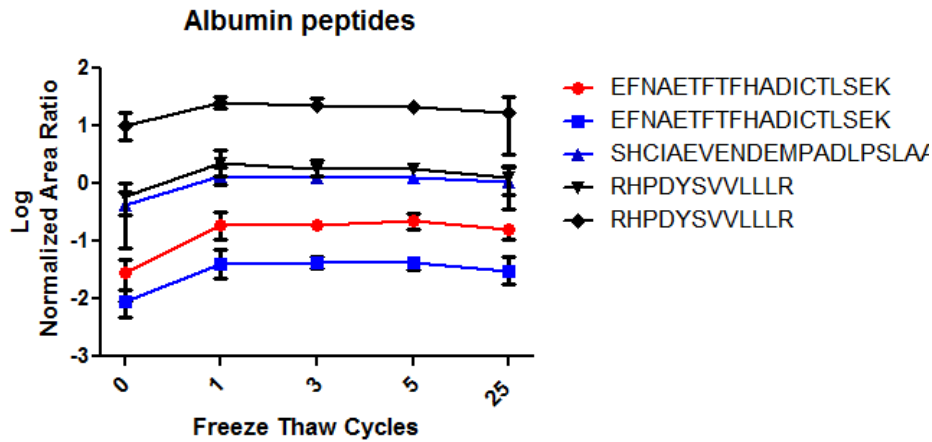 Albumin peptides
Log
Normalized Area Ratio
2
1
0
-1
-2
-3
0
1
3
5
25
Freeze Thaw Cycles
EFNAETFTFHADICTLSEK
EFNAETFTFHADICTLSEK
SHCIAEVENDEMPADLPSLAA
RHPDYSVVLLLR
RHPDYSVVLLLR